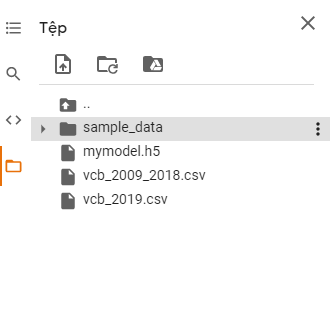 Tệp
..
sample_data
mymodel.h5
vcb_2009_2018.csv
vcb_2019.csv